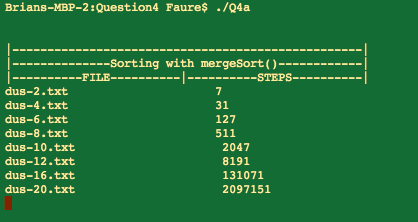 Brians-MBP-2:Question4 Faure$ ./Q4a
|--------------------------------------------------|
|--------------Sorting with mergeSort()------------|
|----------FILE----------|----------STEPS----------|
dus-2.txt 7
dus-4.txt 31
dus-6.txt 127
dus-8.txt 511
dus-10.txt 2047
dus-12.txt 8191
dus-16.txt 131071
dus-20.txt 2097151